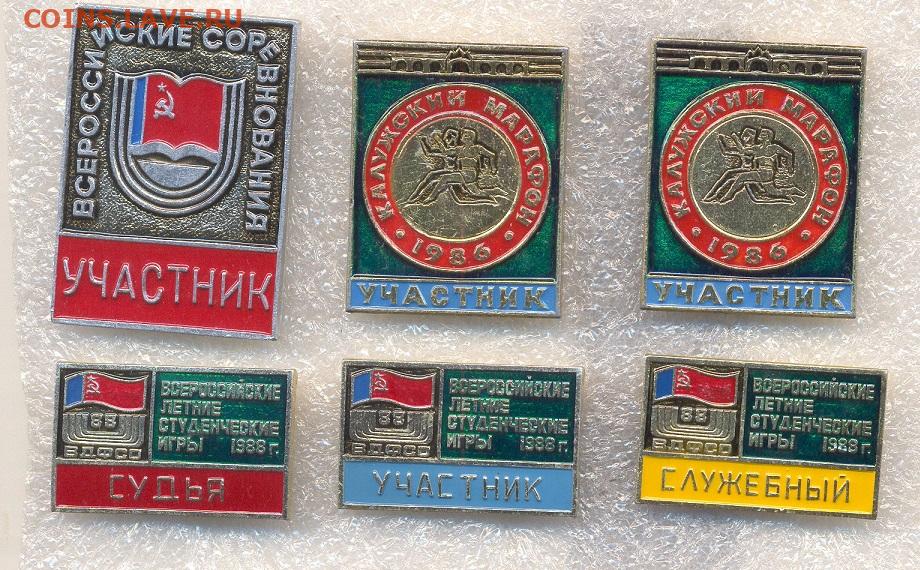 COINS.LAVE.RU
ВСЕРОССИЙСКИЕ СОРЕВНОВАНИЯ
УЧАСТНИК
КАЛУЖСКИЙ МАРАФОН
• 1986 •
УЧАСТНИК
КАЛУЖСКИЙ МАРАФОН
• 1986 •
УЧАСТНИК
88
ВДФСО
ВСЕРОССИЙСКИЕ
ЛЕТНИЕ
СТУДЕНЧЕСКИЕ
ИГРЫ 1988 г.
СУДЬЯ
88
ВДФСО
ВСЕРОССИЙСКИЕ
ЛЕТНИЕ
СТУДЕНЧЕСКИЕ
ИГРЫ 1988 г.
УЧАСТНИК
88
ВДФСО
ВСЕРОССИЙСКИЕ
ЛЕТНИЕ
СТУДЕНЧЕСКИЕ
ИГРЫ 1988 г.
СЛУЖЕБНЫЙ